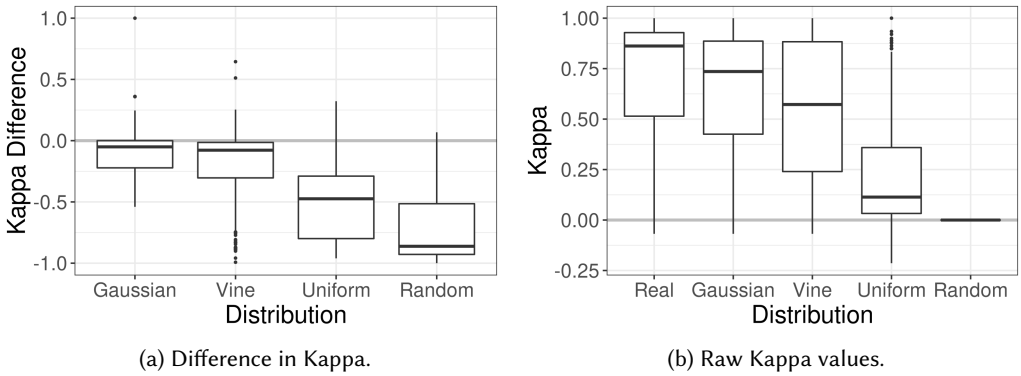 1.0
0.5
0.0
-0.5
-1.0
Kappa Difference
Gaussian Vine Uniform Random
Distribution
(a) Difference in Kappa.
1.00
0.75
0.50
0.25
0.00
-0.25
Kappa
Real Gaussian Vine Uniform Random
Distribution
(b) Raw Kappa values.